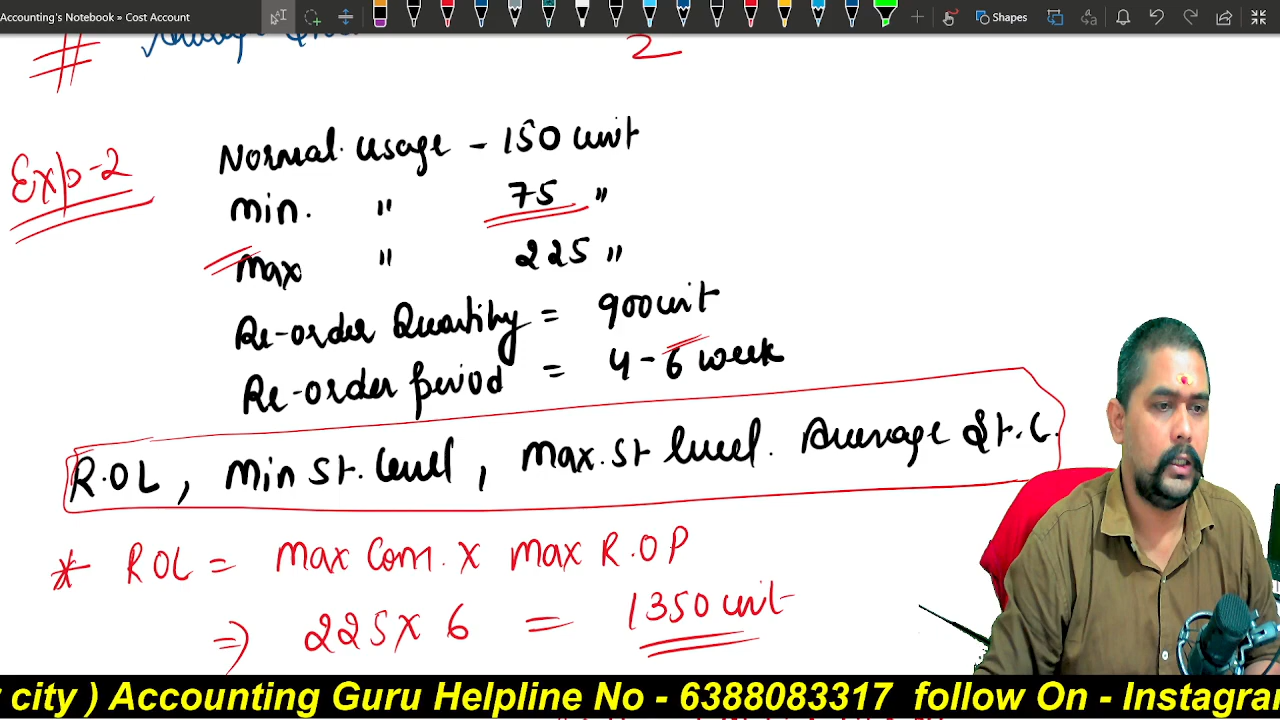 Accounting's Notebook » Cost Account
Shapes
# 2
Exp-2
Normal usage - 150 unit
min. " 75 "
max " 225 "
Re-order Quantity = 900 unit
Re-order period = 4-6 week
R.OL, min St. level, max. St level. Average St. L.
* ROL = max Com. x max R.OP
⇒ 225 x 6 = 1350 unit
city ) Accounting Guru Helpline No - 6388083317 follow On - Instagra